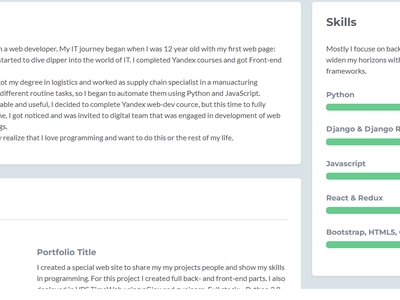 n a web developer. My IT journey began when I was 12 year old with my first web page:
started to dive dipper into the world of IT. I completed Yandex courses and got Front-end
got my degree in logistics and worked as supply chain specialist in a manuacturing
different routine tasks, so I began to automate them using Python and JavaScript.
able and useful, I decided to complete Yandex web-dev cource, but this time to fully
me, I got noticed and was invited to digital team that was engaged in development of web
gs.
y realize that I love programming and want to do this or the rest of my life.
Portfolio Title
I created a special web site to share my my projects people and show my skills
in programming. For this project I created full back- and front-end parts. I also
Skills
Mostly I focus on back
widen my horizons with
frameworks.
Python
Django & Django R
Javascript
React & Redux
Bootstrap, HTML5,